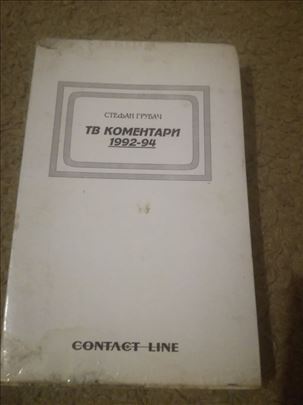 СТЕФАН ГРУБАЧ
ТВ КОМЕНТАРИ
1992-94
CONTACT LINE